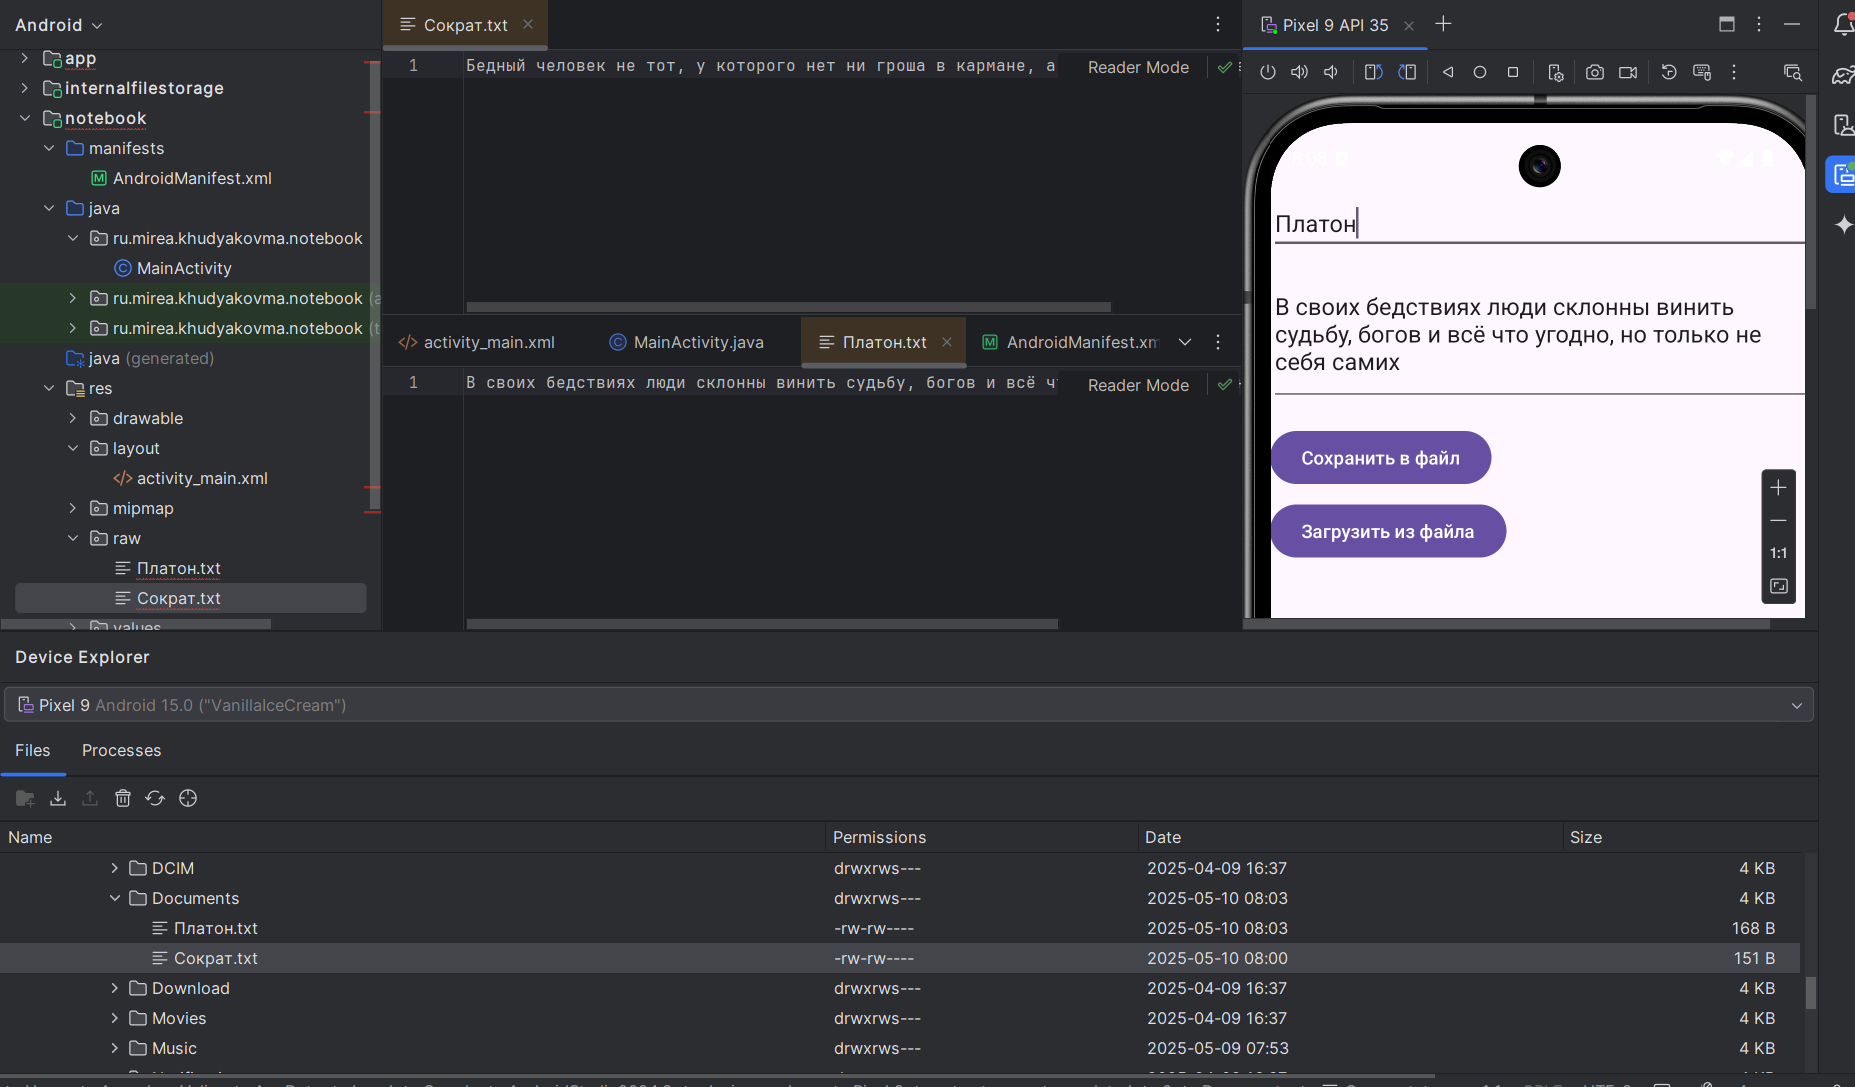 Android
app
internalfilestorage
notebook
manifests
AndroidManifest.xml
java
ru.mirea.khudyakovma.notebook
MainActivity
ru.mirea.khudyakovma.notebook (a
ru.mirea.khudyakovma.notebook (t
java (generated)
res
drawable
layout
activity_main.xml
mipmap
raw
Платон.txt
Сократ.txt
values
Сократ.txt
1 Бедный человек не тот, у которого нет ни гроша в кармане, а
Reader Mode
activity_main.xml MainActivity.java Платон.txt AndroidManifest.xm
1 В своих бедствиях люди склонны винить судьбу, богов и всё ч
Reader Mode
Pixel 9 API 35
Платон
В своих бедствиях люди склонны винить
судьбу, богов и всё что угодно, но только не
себя самих
Сохранить в файл
Загрузить из файла
1:1
Device Explorer
Pixel 9 Android 15.0 ("VanillaIceCream")
Files Processes
Name Permissions Date Size
DCIM drwxrws--- 2025-04-09 16:37 4 KB
Documents drwxrws--- 2025-05-10 08:03 4 KB
Платон.txt -rw-rw---- 2025-05-10 08:03 168 B
Сократ.txt -rw-rw---- 2025-05-10 08:00 151 B
Download drwxrws--- 2025-04-09 16:37 4 KB
Movies drwxrws--- 2025-04-09 16:37 4 KB
Music drwxrws--- 2025-05-09 07:53 4 KB